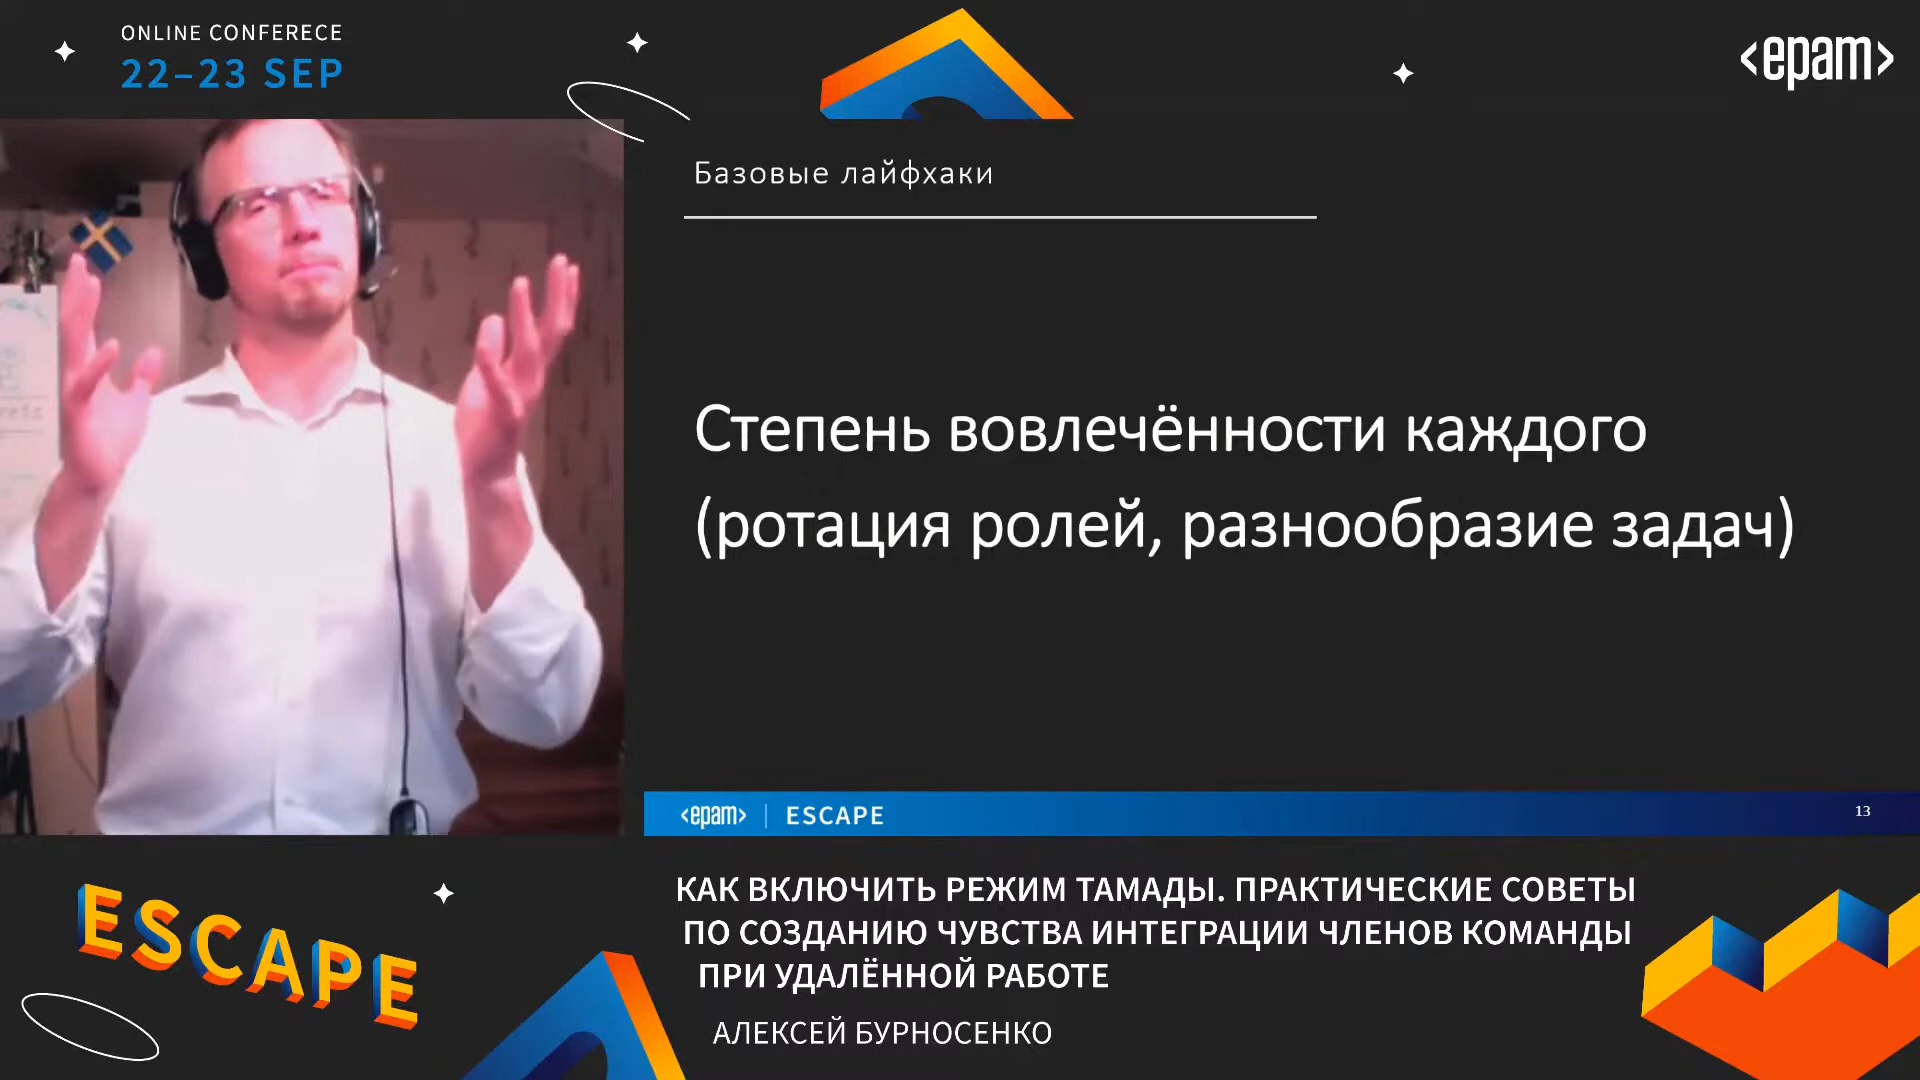 ONLINE CONFERECE
22–23 SEP
<epam>
Базовые лайфхаки
Степень вовлечённости каждого
(ротация ролей, разнообразие задач)
<epam> | ESCAPE
13
ESCAPE
КАК ВКЛЮЧИТЬ РЕЖИМ ТАМАДЫ. ПРАКТИЧЕСКИЕ СОВЕТЫ
ПО СОЗДАНИЮ ЧУВСТВА ИНТЕГРАЦИИ ЧЛЕНОВ КОМАНДЫ
ПРИ УДАЛЁННОЙ РАБОТЕ
АЛЕКСЕЙ БУРНОСЕНКО